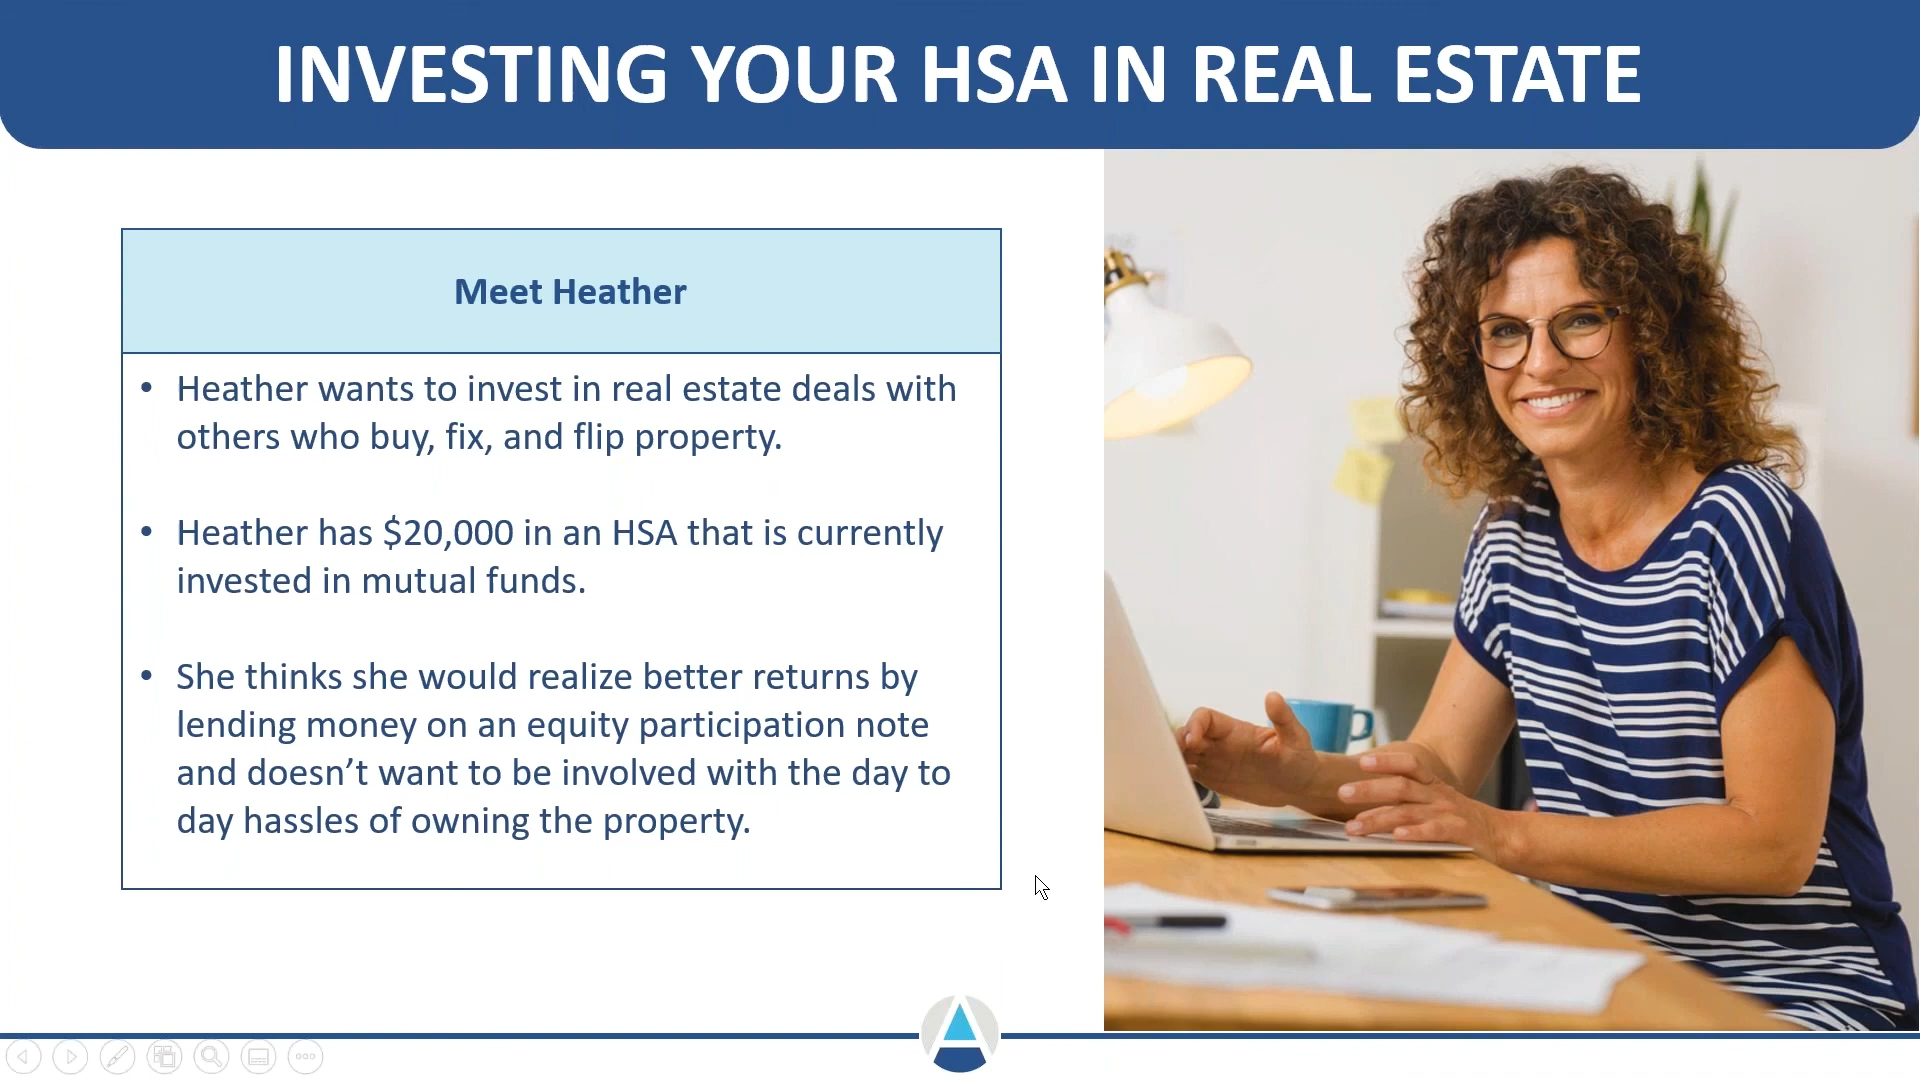 INVESTING YOUR HSA IN REAL ESTATE
Meet Heather
• Heather wants to invest in real estate deals with
others who buy, fix, and flip property.
• Heather has $20,000 in an HSA that is currently
invested in mutual funds.
• She thinks she would realize better returns by
lending money on an equity participation note
and doesn’t want to be involved with the day to
day hassles of owning the property.